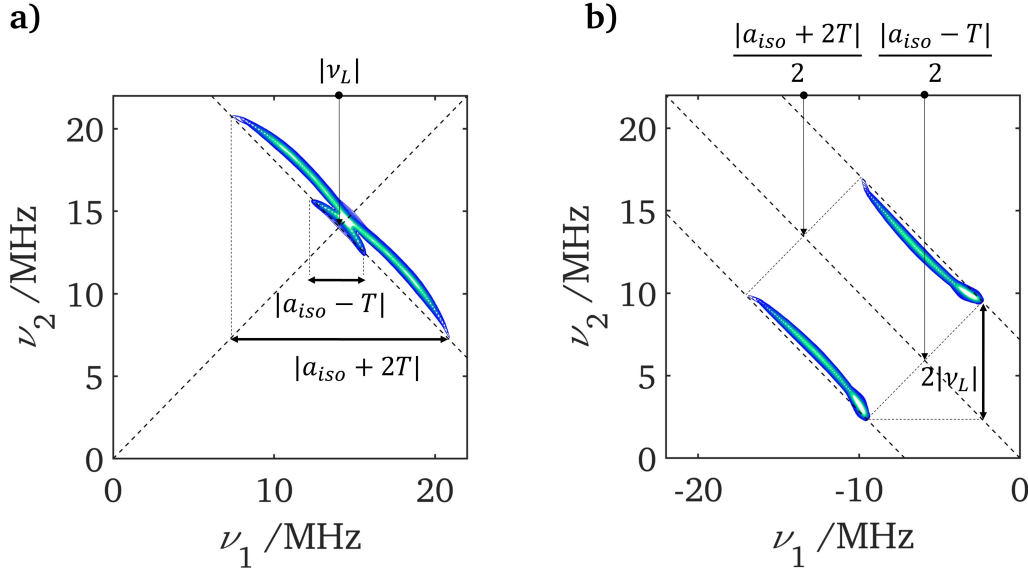 a)
|ν_L|
20
15
10
5
0
0
10
20
ν_2 /MHz
ν_1 /MHz
|a_iso − T|
|a_iso + 2T|
b)
|a_iso + 2T|
2
|a_iso − T|
2
20
15
10
5
0
-20
-10
0
ν_2 /MHz
ν_1 /MHz
2|ν_L|